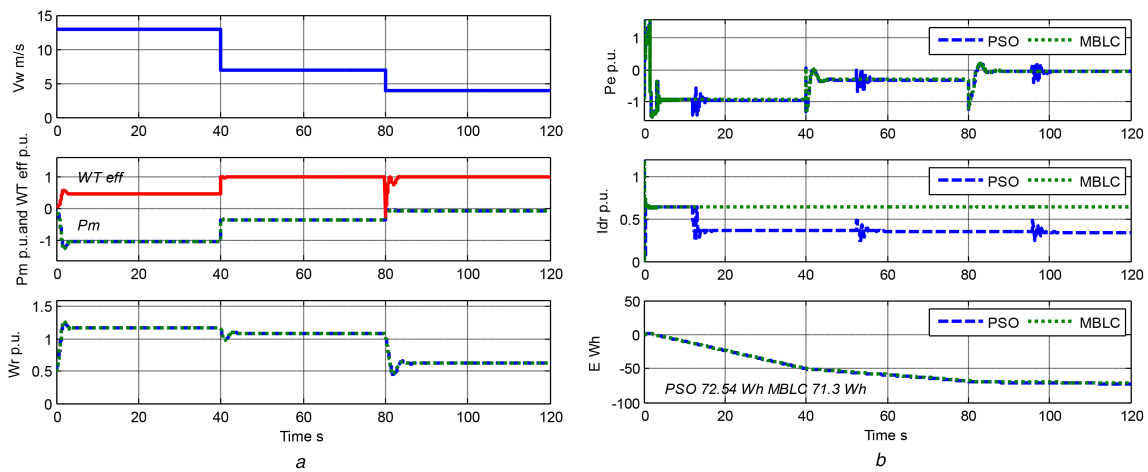 15
10
5
0
Vw m/s
0 20 40 60 80 100 120
1
0
-1
Pm p.u.and WT eff p.u.
WT eff
Pm
0 20 40 60 80 100 120
1.5
1
0.5
0
Wr p.u.
0 20 40 60 80 100 120
Time s
a
1
0
-1
Pe p.u.
PSO MBLC
0 20 40 60 80 100 120
1
0.5
0
Idr p.u.
PSO MBLC
0 20 40 60 80 100 120
50
0
-50
-100
E Wh
PSO MBLC
PSO 72.54 Wh MBLC 71.3 Wh
0 20 40 60 80 100 120
Time s
b